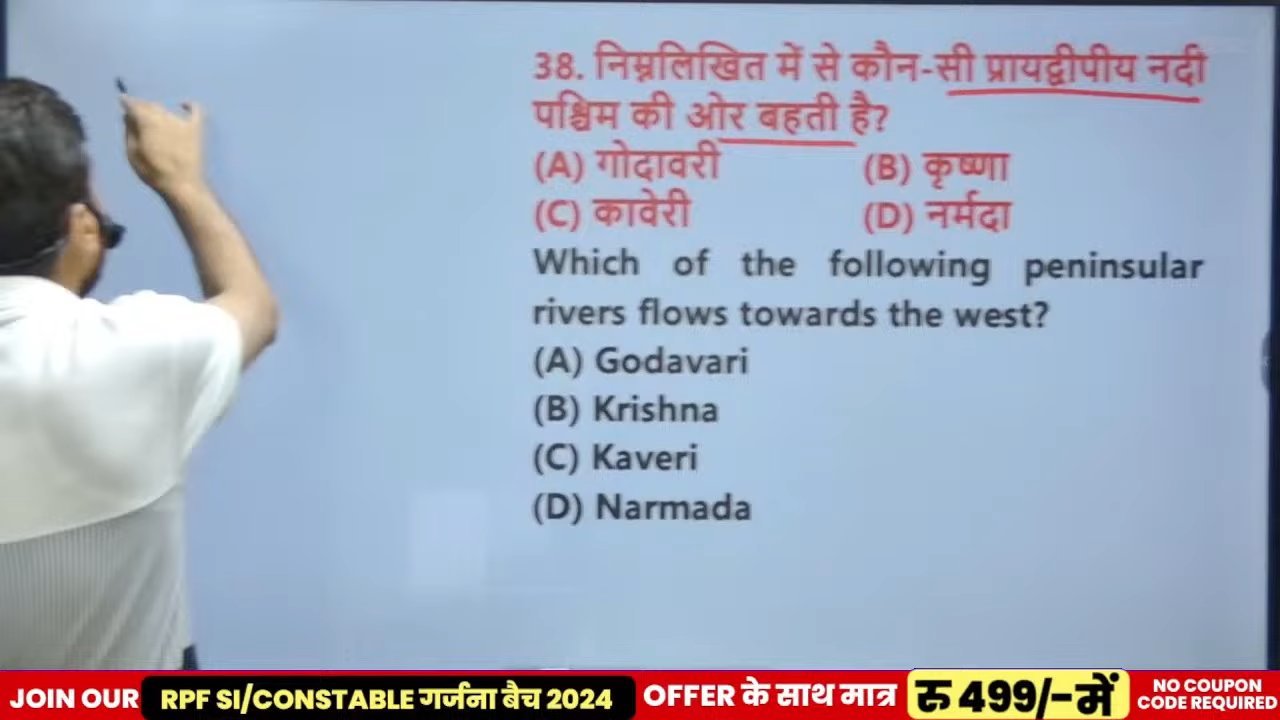 38. निम्नलिखित में से कौन-सी प्रायद्वीपीय नदी
पश्चिम की ओर बहती है?
(A) गोदावरी (B) कृष्णा
(C) कावेरी (D) नर्मदा
Which of the following peninsular
rivers flows towards the west?
(A) Godavari
(B) Krishna
(C) Kaveri
(D) Narmada
JOIN OUR RPF SI/CONSTABLE गर्जना बैच 2024 OFFER के साथ मात्र रु 499/-में NO COUPON
CODE REQUIRED